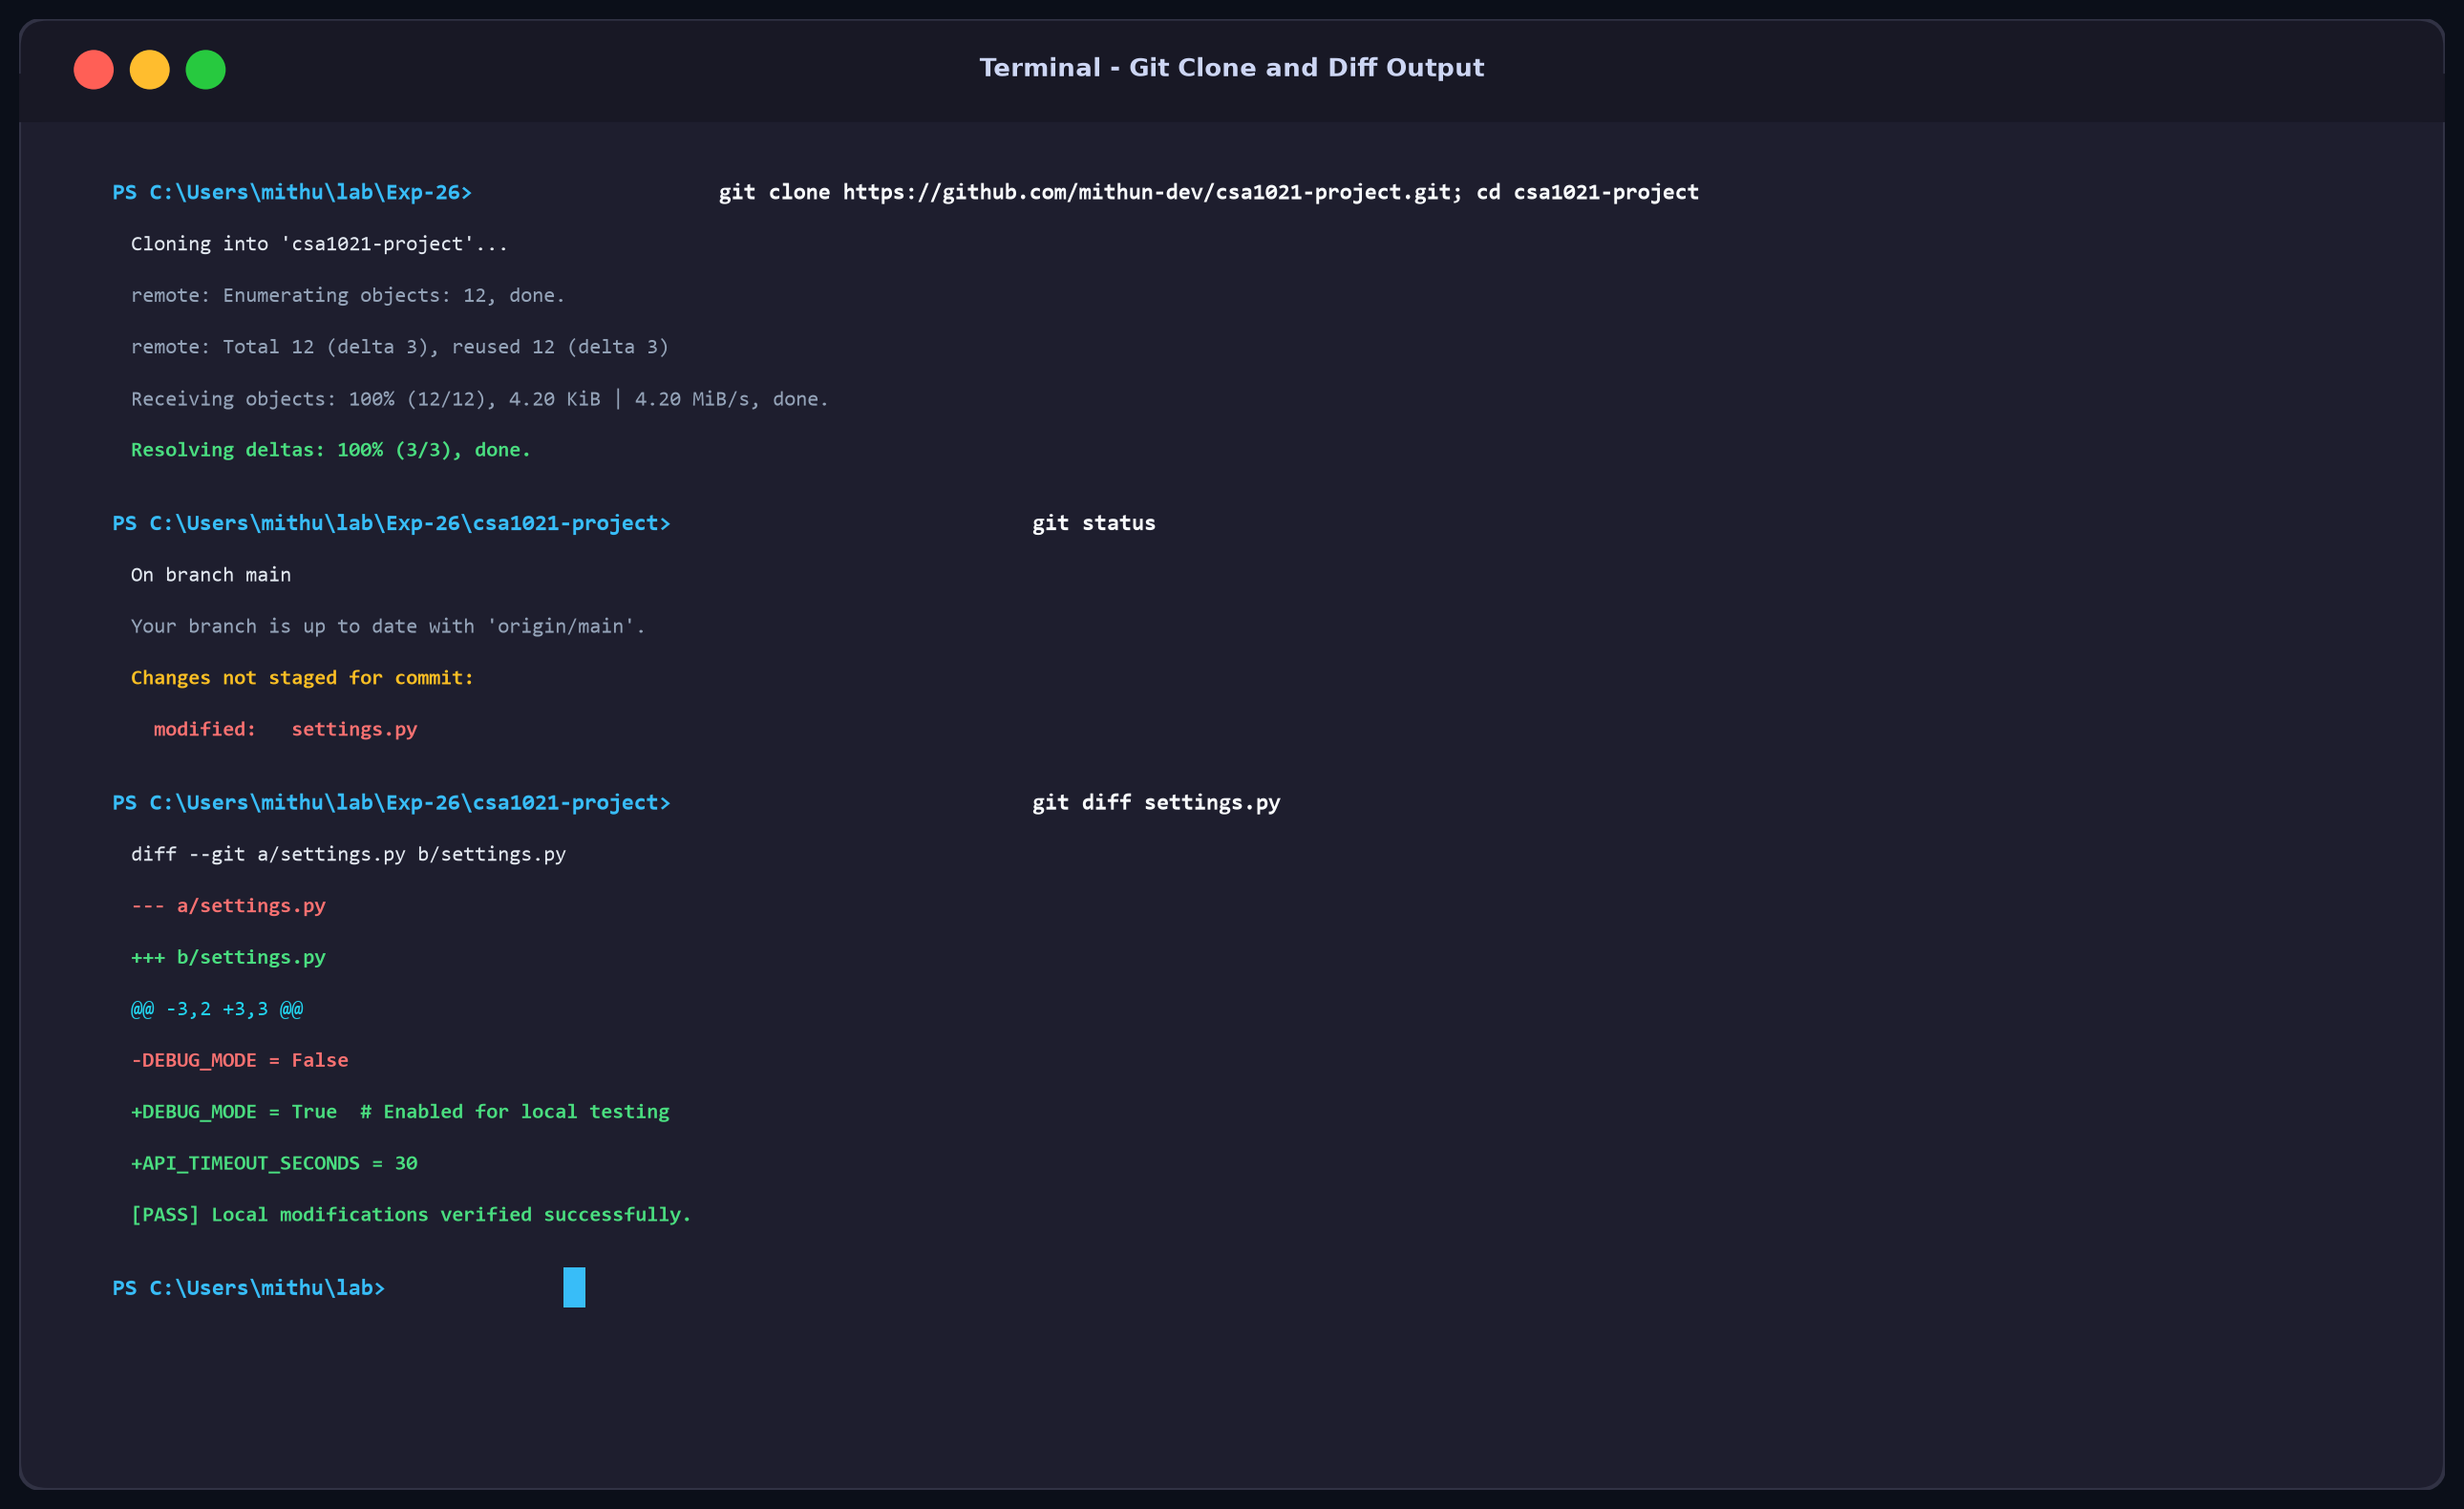 Terminal - Git Clone and Diff Output
PS C:\Users\mithu\lab\Exp-26> git clone https://github.com/mithun-dev/csa1021-project.git; cd csa1021-project
Cloning into 'csa1021-project'...
remote: Enumerating objects: 12, done.
remote: Total 12 (delta 3), reused 12 (delta 3)
Receiving objects: 100% (12/12), 4.20 KiB | 4.20 MiB/s, done.
Resolving deltas: 100% (3/3), done.
PS C:\Users\mithu\lab\Exp-26\csa1021-project> git status
On branch main
Your branch is up to date with 'origin/main'.
Changes not staged for commit:
modified:   settings.py
PS C:\Users\mithu\lab\Exp-26\csa1021-project> git diff settings.py
diff --git a/settings.py b/settings.py
--- a/settings.py
+++ b/settings.py
@@ -3,2 +3,3 @@
-DEBUG_MODE = False
+DEBUG_MODE = True  # Enabled for local testing
+API_TIMEOUT_SECONDS = 30
[PASS] Local modifications verified successfully.
PS C:\Users\mithu\lab>